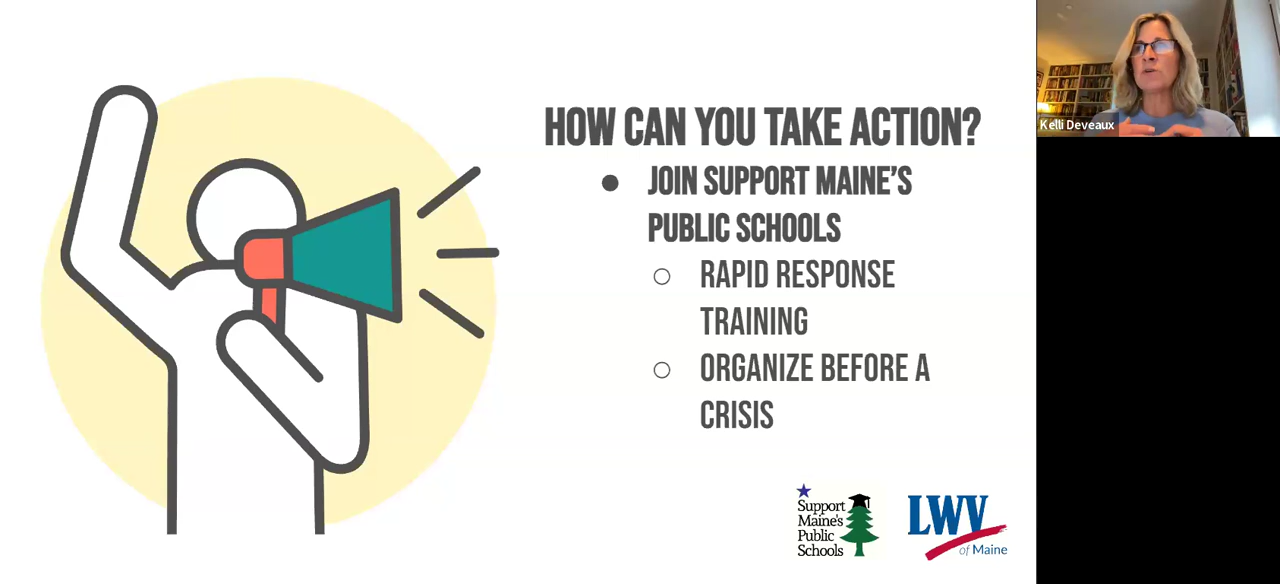 HOW CAN YOU TAKE ACTION?
● JOIN SUPPORT MAINE'S
PUBLIC SCHOOLS
○ RAPID RESPONSE
TRAINING
○ ORGANIZE BEFORE A
CRISIS
Support
Maine's
Public
Schools
LWV
of Maine
Kelli Deveaux